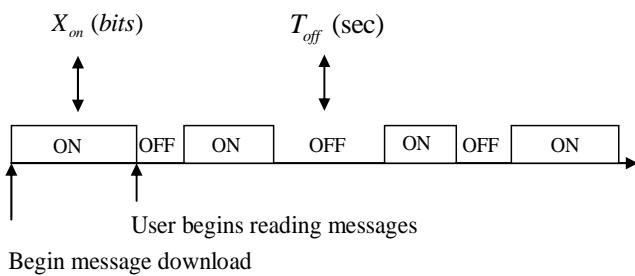 X_on (bits) T_off (sec)
ON OFF ON OFF ON OFF ON
User begins reading messages
Begin message download